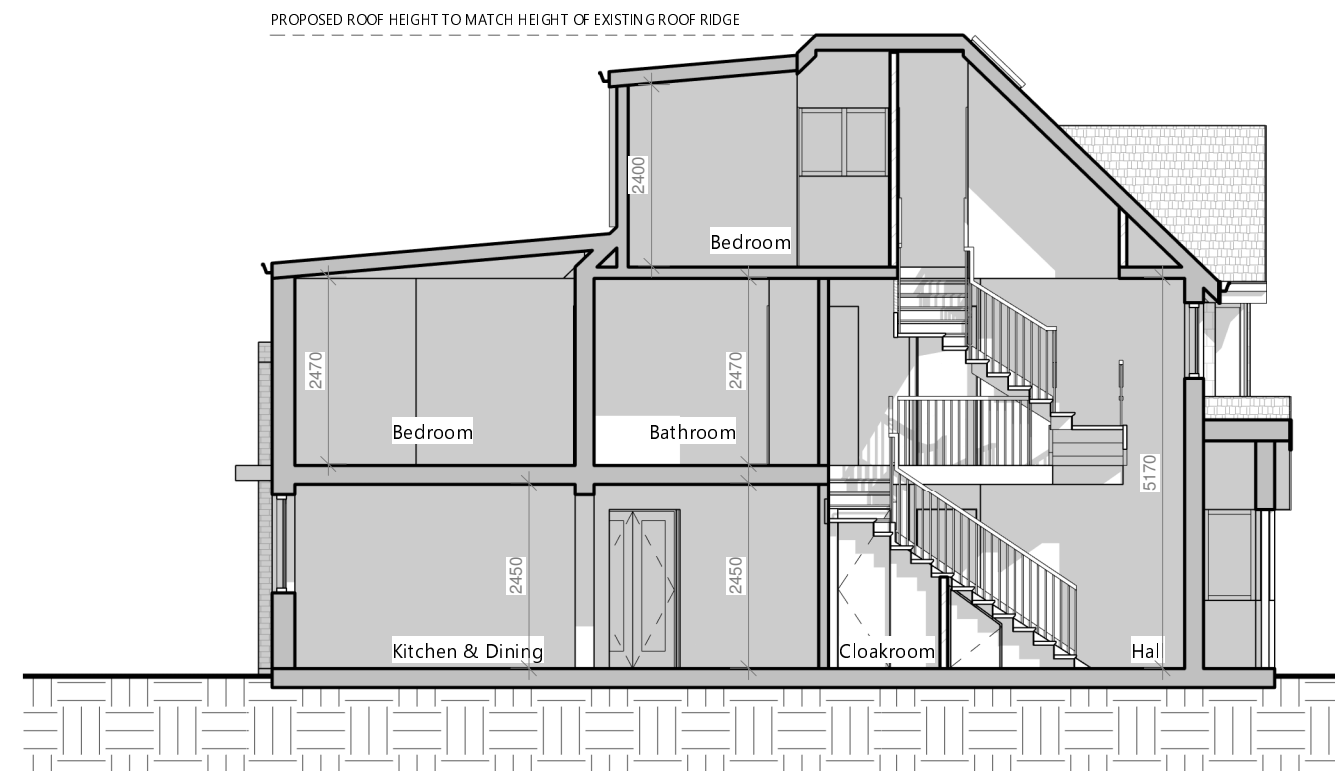 PROPOSED ROOF HEIGHT TO MATCH HEIGHT OF EXISTING ROOF RIDGE
2400
Bedroom
2470
2470
Bedroom
Bathroom
5170
2450
2450
Kitchen & Dining
Cloakroom
Hall